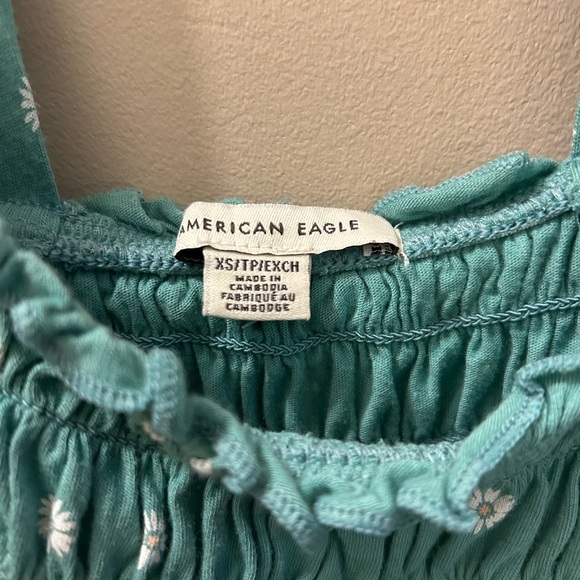 AMERICAN EAGLE
XS/TP/EXCH
MADE IN
CAMBODIA
FABRIQUÉ AU
CAMBODGE